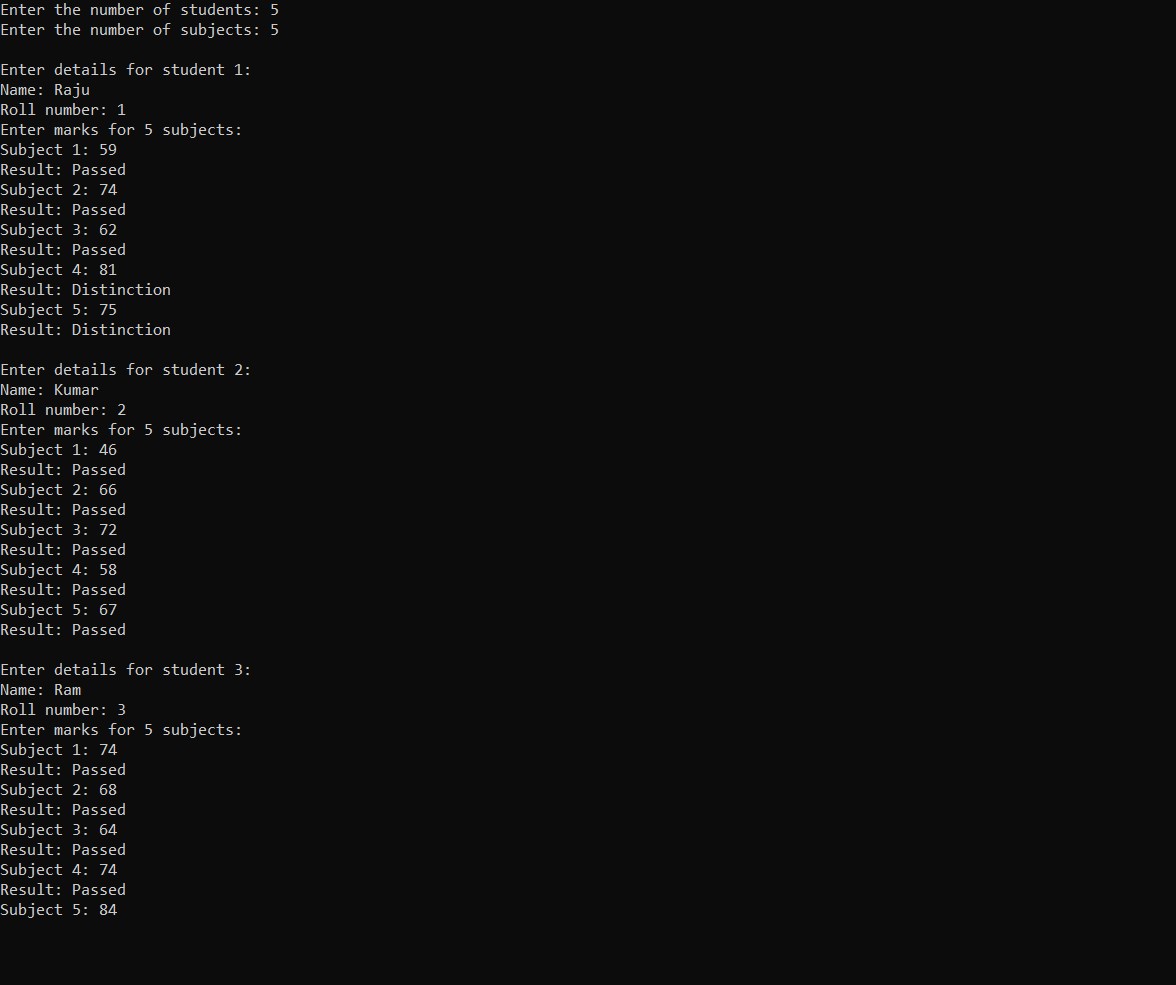 Enter the number of students: 5
Enter the number of subjects: 5
Enter details for student 1:
Name: Raju
Roll number: 1
Enter marks for 5 subjects:
Subject 1: 59
Result: Passed
Subject 2: 74
Result: Passed
Subject 3: 62
Result: Passed
Subject 4: 81
Result: Distinction
Subject 5: 75
Result: Distinction
Enter details for student 2:
Name: Kumar
Roll number: 2
Enter marks for 5 subjects:
Subject 1: 46
Result: Passed
Subject 2: 66
Result: Passed
Subject 3: 72
Result: Passed
Subject 4: 58
Result: Passed
Subject 5: 67
Result: Passed
Enter details for student 3:
Name: Ram
Roll number: 3
Enter marks for 5 subjects:
Subject 1: 74
Result: Passed
Subject 2: 68
Result: Passed
Subject 3: 64
Result: Passed
Subject 4: 74
Result: Passed
Subject 5: 84